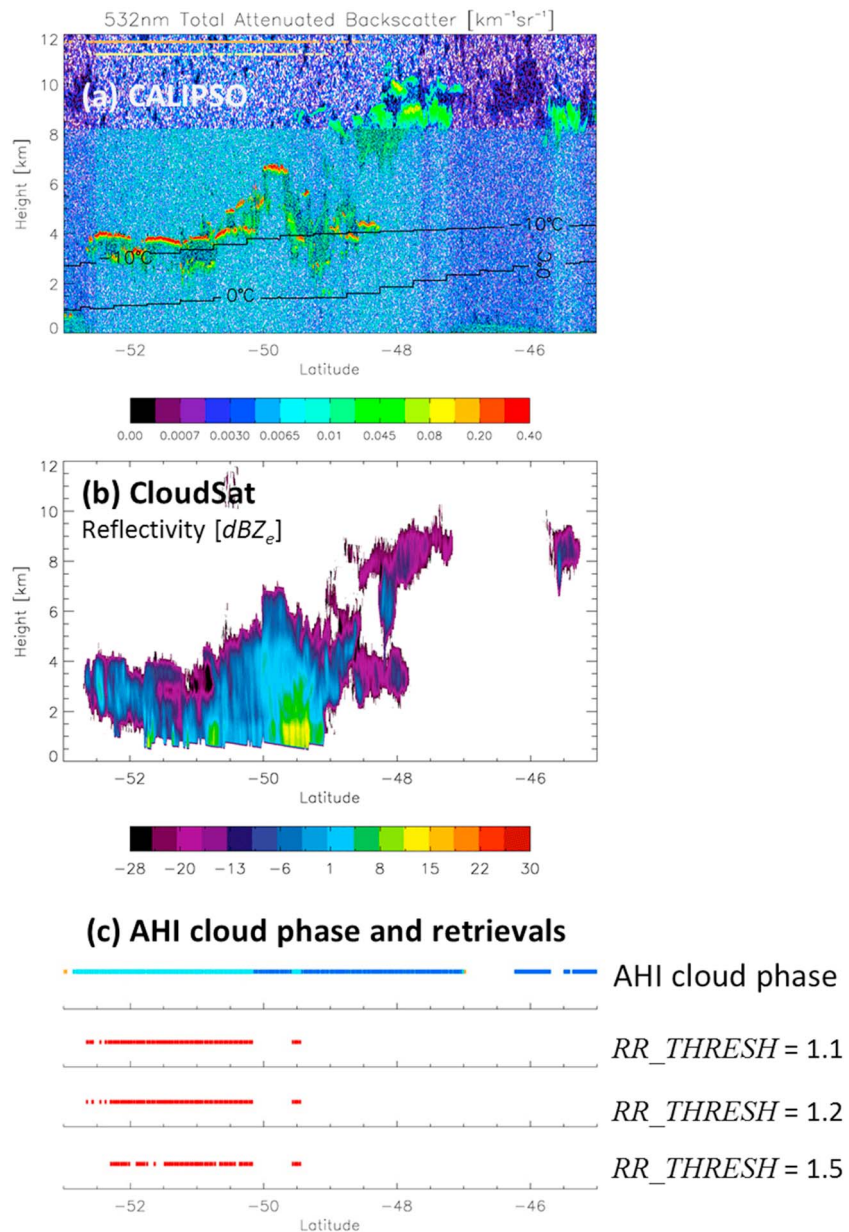 532nm Total Attenuated Backscatter [km⁻¹sr⁻¹]
(a) CALIPSO
12
10
8
6
4
2
0
Height [km]
−10°C
−10°C
0°C
0°C
−52 −50 −48 −46
Latitude
0.00 0.0007 0.0030 0.0065 0.01 0.045 0.08 0.20 0.40
(b) CloudSat
Reflectivity [dBZₑ]
12
10
8
6
4
2
0
Height [km]
−52 −50 −48 −46
Latitude
−28 −20 −13 −6 1 8 15 22 30
(c) AHI cloud phase and retrievals
AHI cloud phase
RR_THRESH = 1.1
RR_THRESH = 1.2
RR_THRESH = 1.5
−52 −50 −48 −46
Latitude